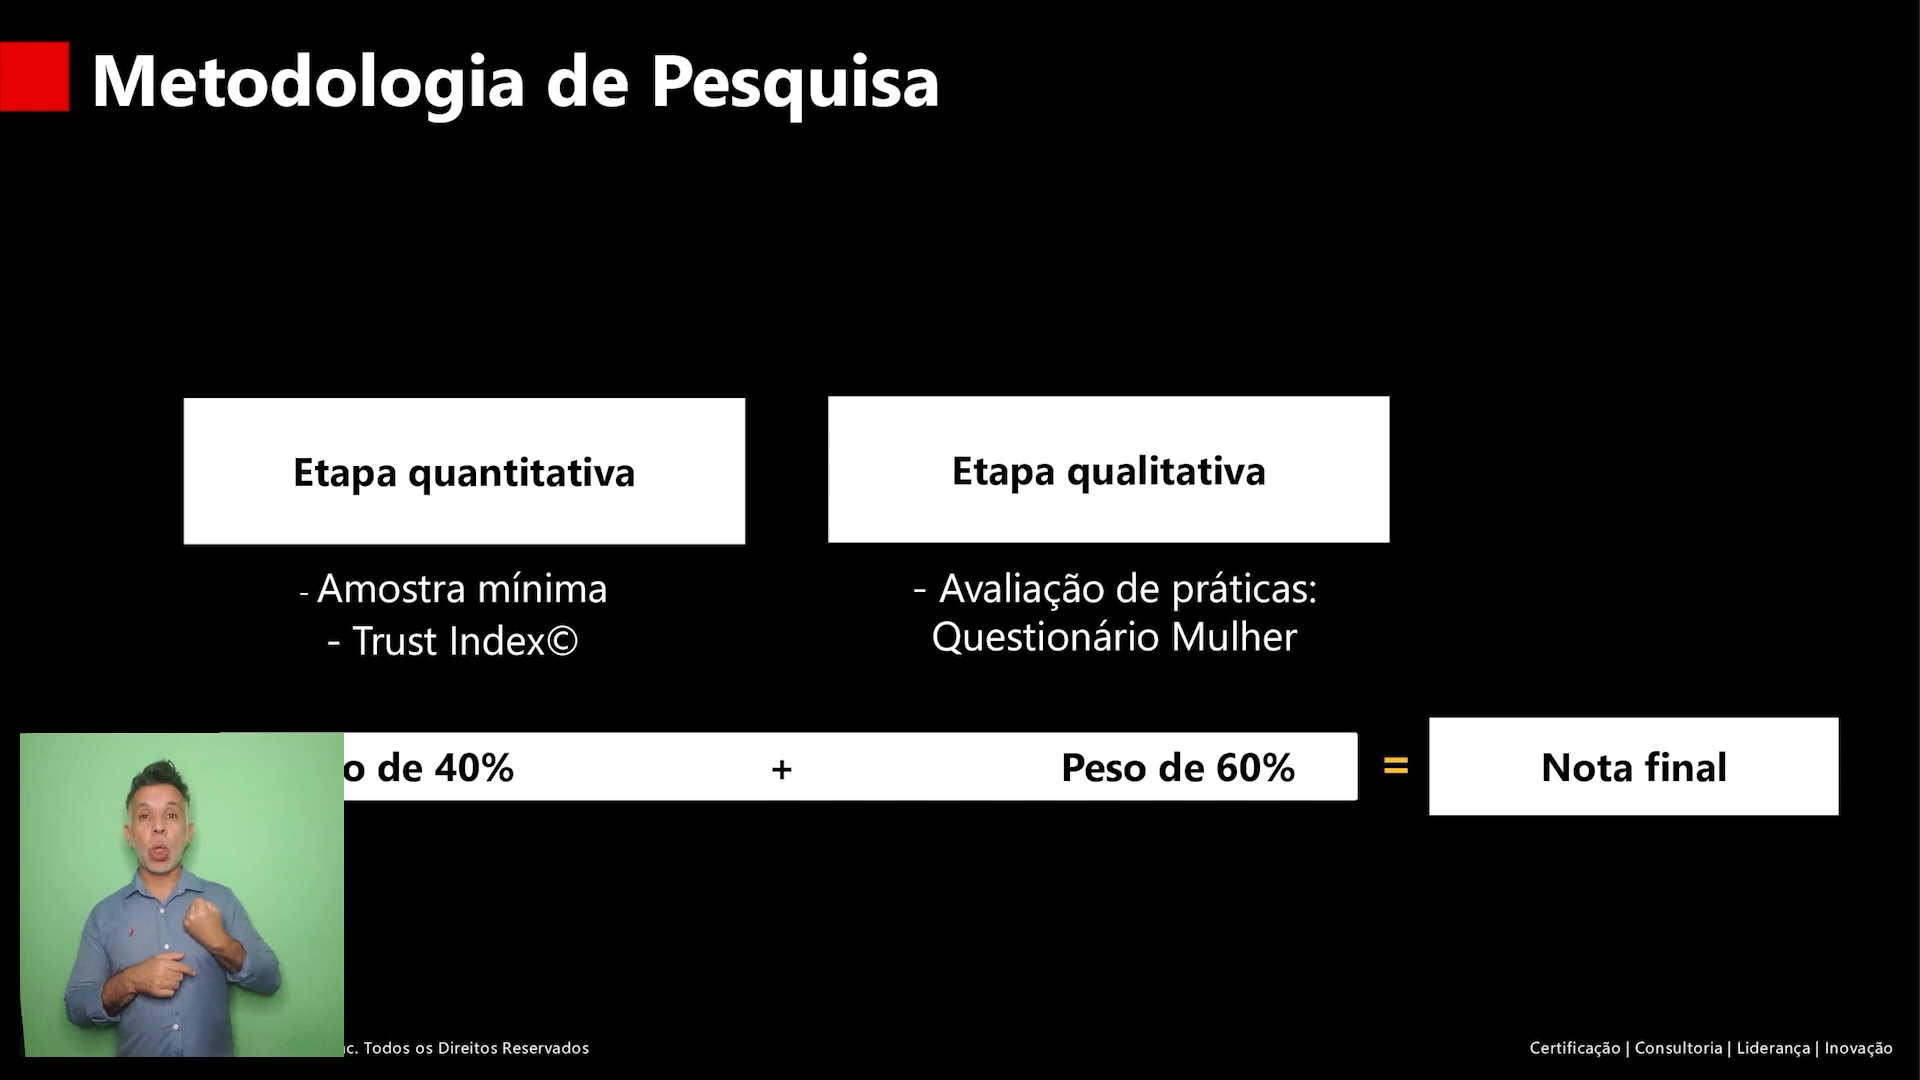 Metodologia de Pesquisa
Etapa quantitativa
Etapa qualitativa
- Amostra mínima
- Trust Index©
- Avaliação de práticas:
Questionário Mulher
de 40%
+
Peso de 60%
=
Nota final
Todos os Direitos Reservados
Certificação | Consultoria | Liderança | Inovação